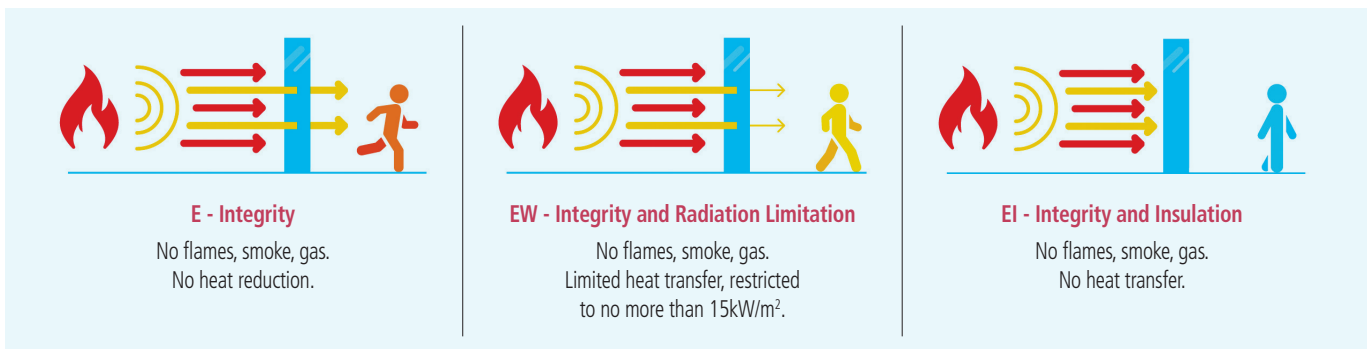 E - Integrity
No flames, smoke, gas.
No heat reduction.
EW - Integrity and Radiation Limitation
No flames, smoke, gas.
Limited heat transfer, restricted
to no more than 15kW/m².
EI - Integrity and Insulation
No flames, smoke, gas.
No heat transfer.